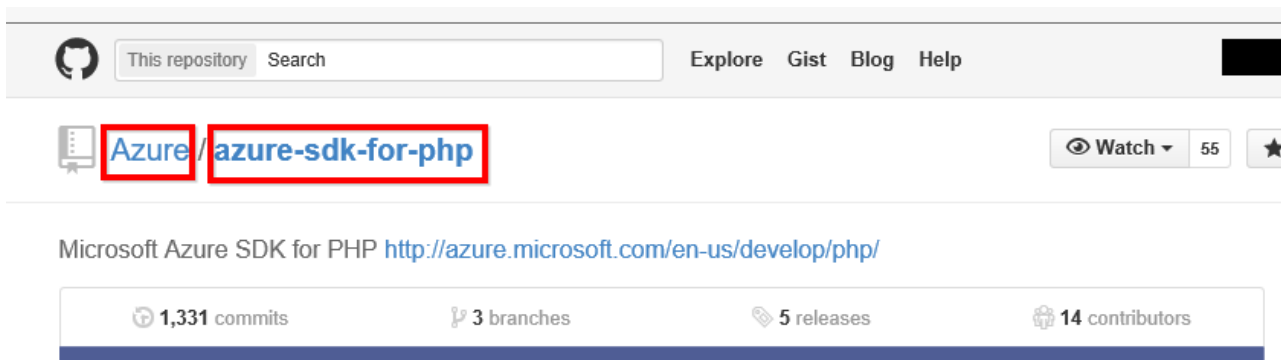 This repository Search Explore Gist Blog Help
Azure / azure-sdk-for-php Watch 55
Microsoft Azure SDK for PHP http://azure.microsoft.com/en-us/develop/php/
1,331 commits 3 branches 5 releases 14 contributors